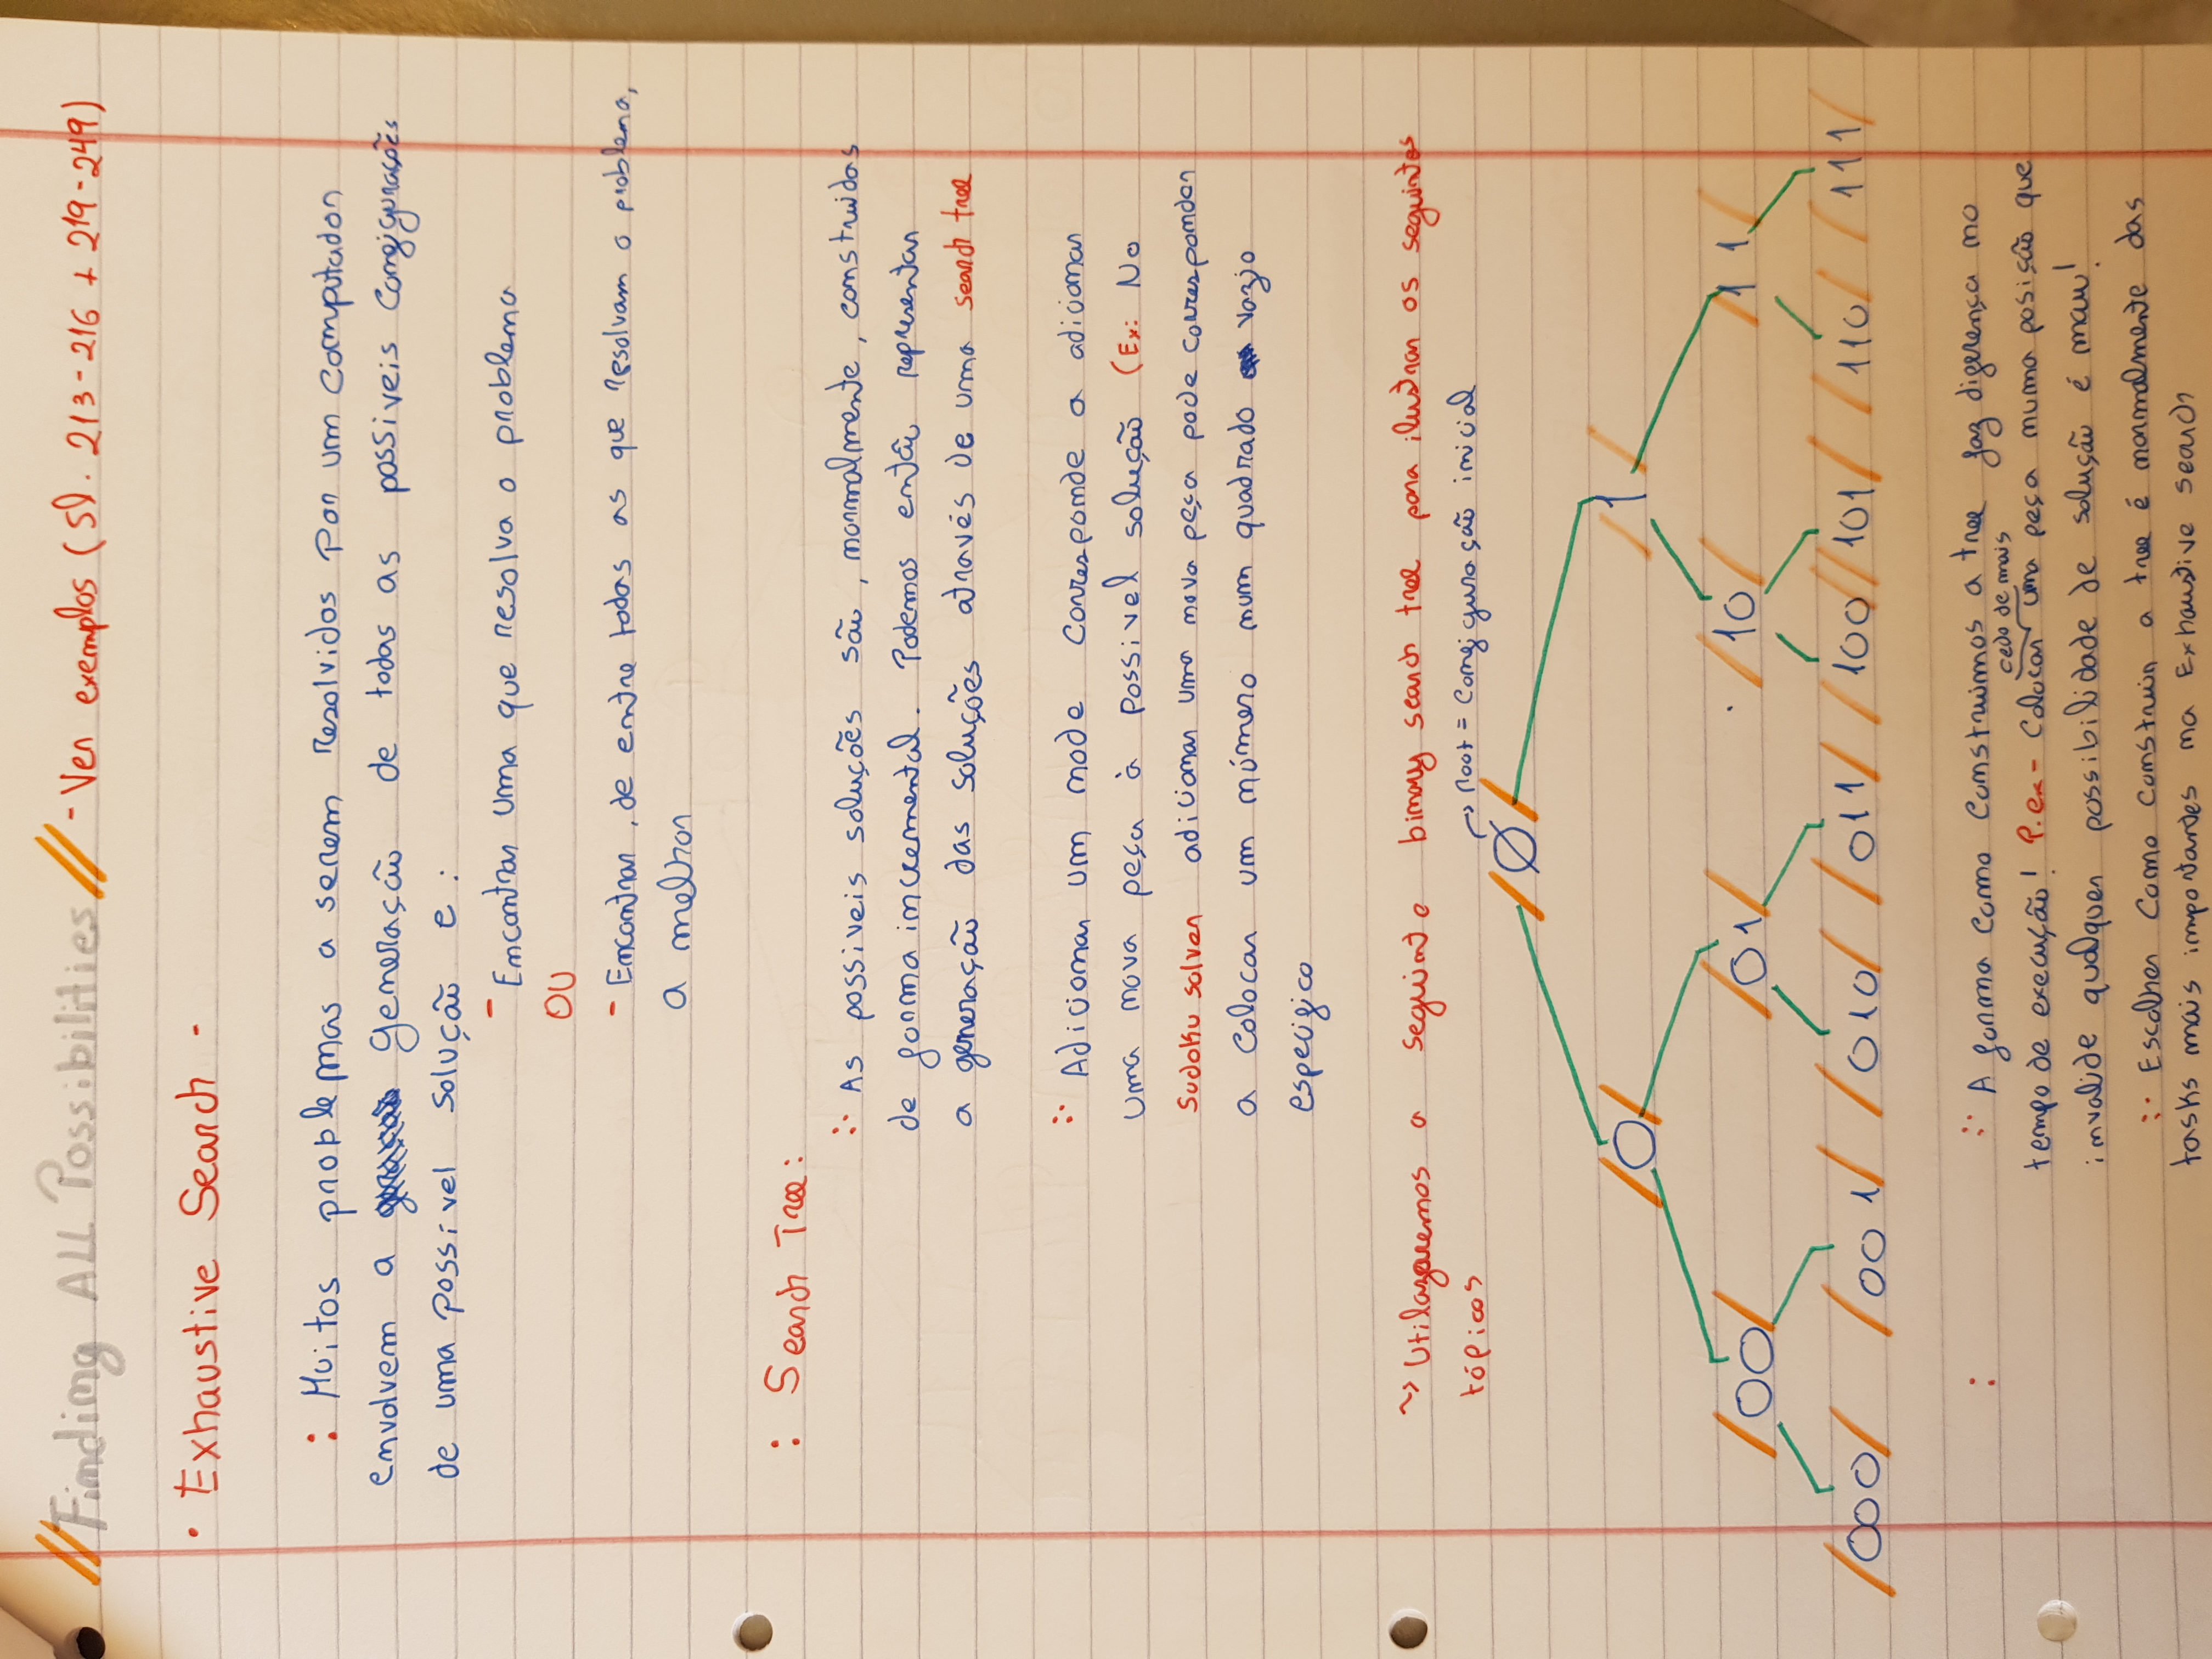 // Finding ALL Possibilities // - Ver exemplos (Sl. 213-216 + 219-249)
· Exhaustive Search -
: Muitos problemas a serem resolvidos por um computador
envolvem a geração de todas as possiveis configurações
de uma possível solução e:
- Encontrar uma que resolva o problema
OU
- Encontrar, de entre todas as que resolvam o problema,
a melhor
: Search Tree:
∴ As possiveis soluções são, normalmente, construidas
de forma incremental. Podemos então representar
a generação das soluções através de uma search tree
∴ Adicionar um node corresponde a adicionar
uma nova peça à possivel solução (Ex: No
Sudoku solver adicionar uma nova peça pode corresponder
a colocar um número num quadrado vazio
especifico
~> Utilazaremos a seguinte binary search tree para ilustrar os seguintes
tópicos
→ Root = Configuração inicial
/Ø/
/0/ /1/
/00/ /01/ /10/ /11/
/000/ /001/ /010/ /011/ /100/ /101/ /110/ /111/
: ∴ A forma como construimos a tree faz diferença no
cedo de mais
tempo de execução! P.ex- Colocar uma peça numa posição que
invalide qualquer possibilidade de solução é mau!
∴ Escolher como construir a tree é normalmente das
tasks mais importantes na Exhaustive search